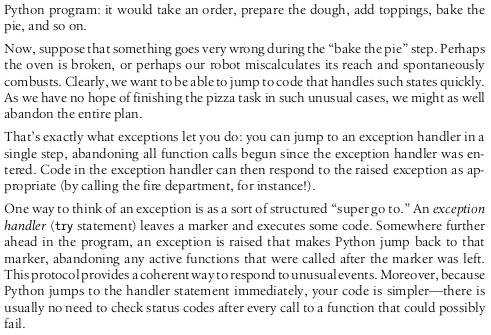 Python program: it would take an order, prepare the dough, add toppings, bake the
pie, and so on.
Now, suppose that something goes very wrong during the “bake the pie” step. Perhaps
the oven is broken, or perhaps our robot miscalculates its reach and spontaneously
combusts. Clearly, we want to be able to jump to code that handles such states quickly.
As we have no hope of finishing the pizza task in such unusual cases, we might as well
abandon the entire plan.
That’s exactly what exceptions let you do: you can jump to an exception handler in a
single step, abandoning all function calls begun since the exception handler was en-
tered. Code in the exception handler can then respond to the raised exception as ap-
propriate (by calling the fire department, for instance!).
One way to think of an exception is as a sort of structured “super go to.” An exception
handler (try statement) leaves a marker and executes some code. Somewhere further
ahead in the program, an exception is raised that makes Python jump back to that
marker, abandoning any active functions that were called after the marker was left.
This protocol provides a coherent way to respond to unusual events. Moreover, because
Python jumps to the handler statement immediately, your code is simpler—there is
usually no need to check status codes after every call to a function that could possibly
fail.